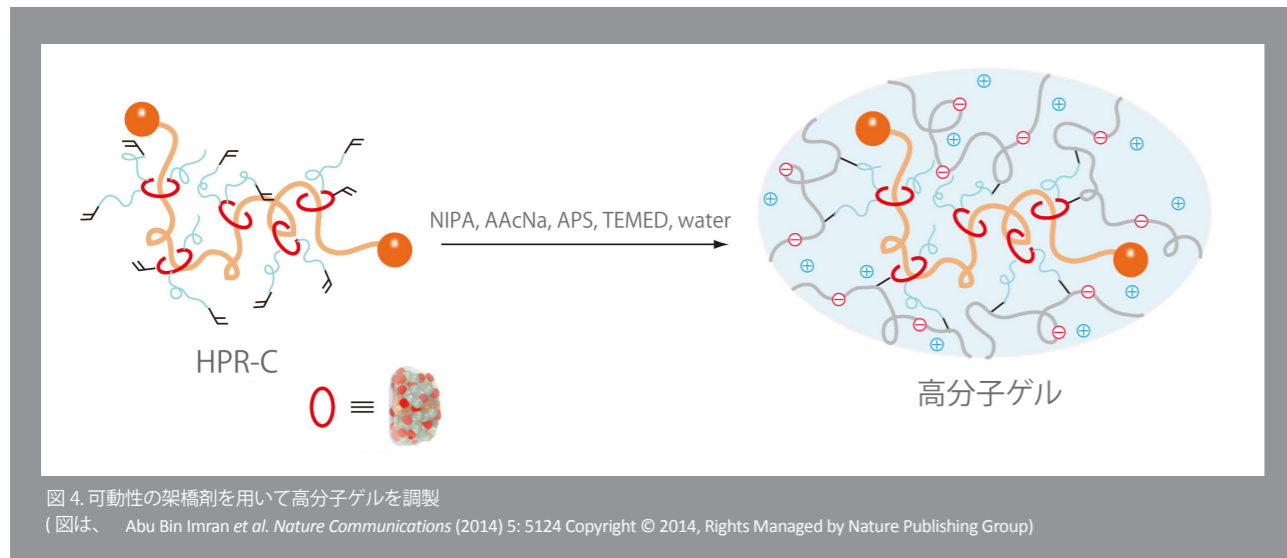 NIPA, AAcNa, APS, TEMED, water
HPR-C
≡
高分子ゲル
図 4. 可動性の架橋剤を用いて高分子ゲルを調製
( 図は、 Abu Bin Imran et al. Nature Communications (2014) 5: 5124 Copyright © 2014, Rights Managed by Nature Publishing Group)